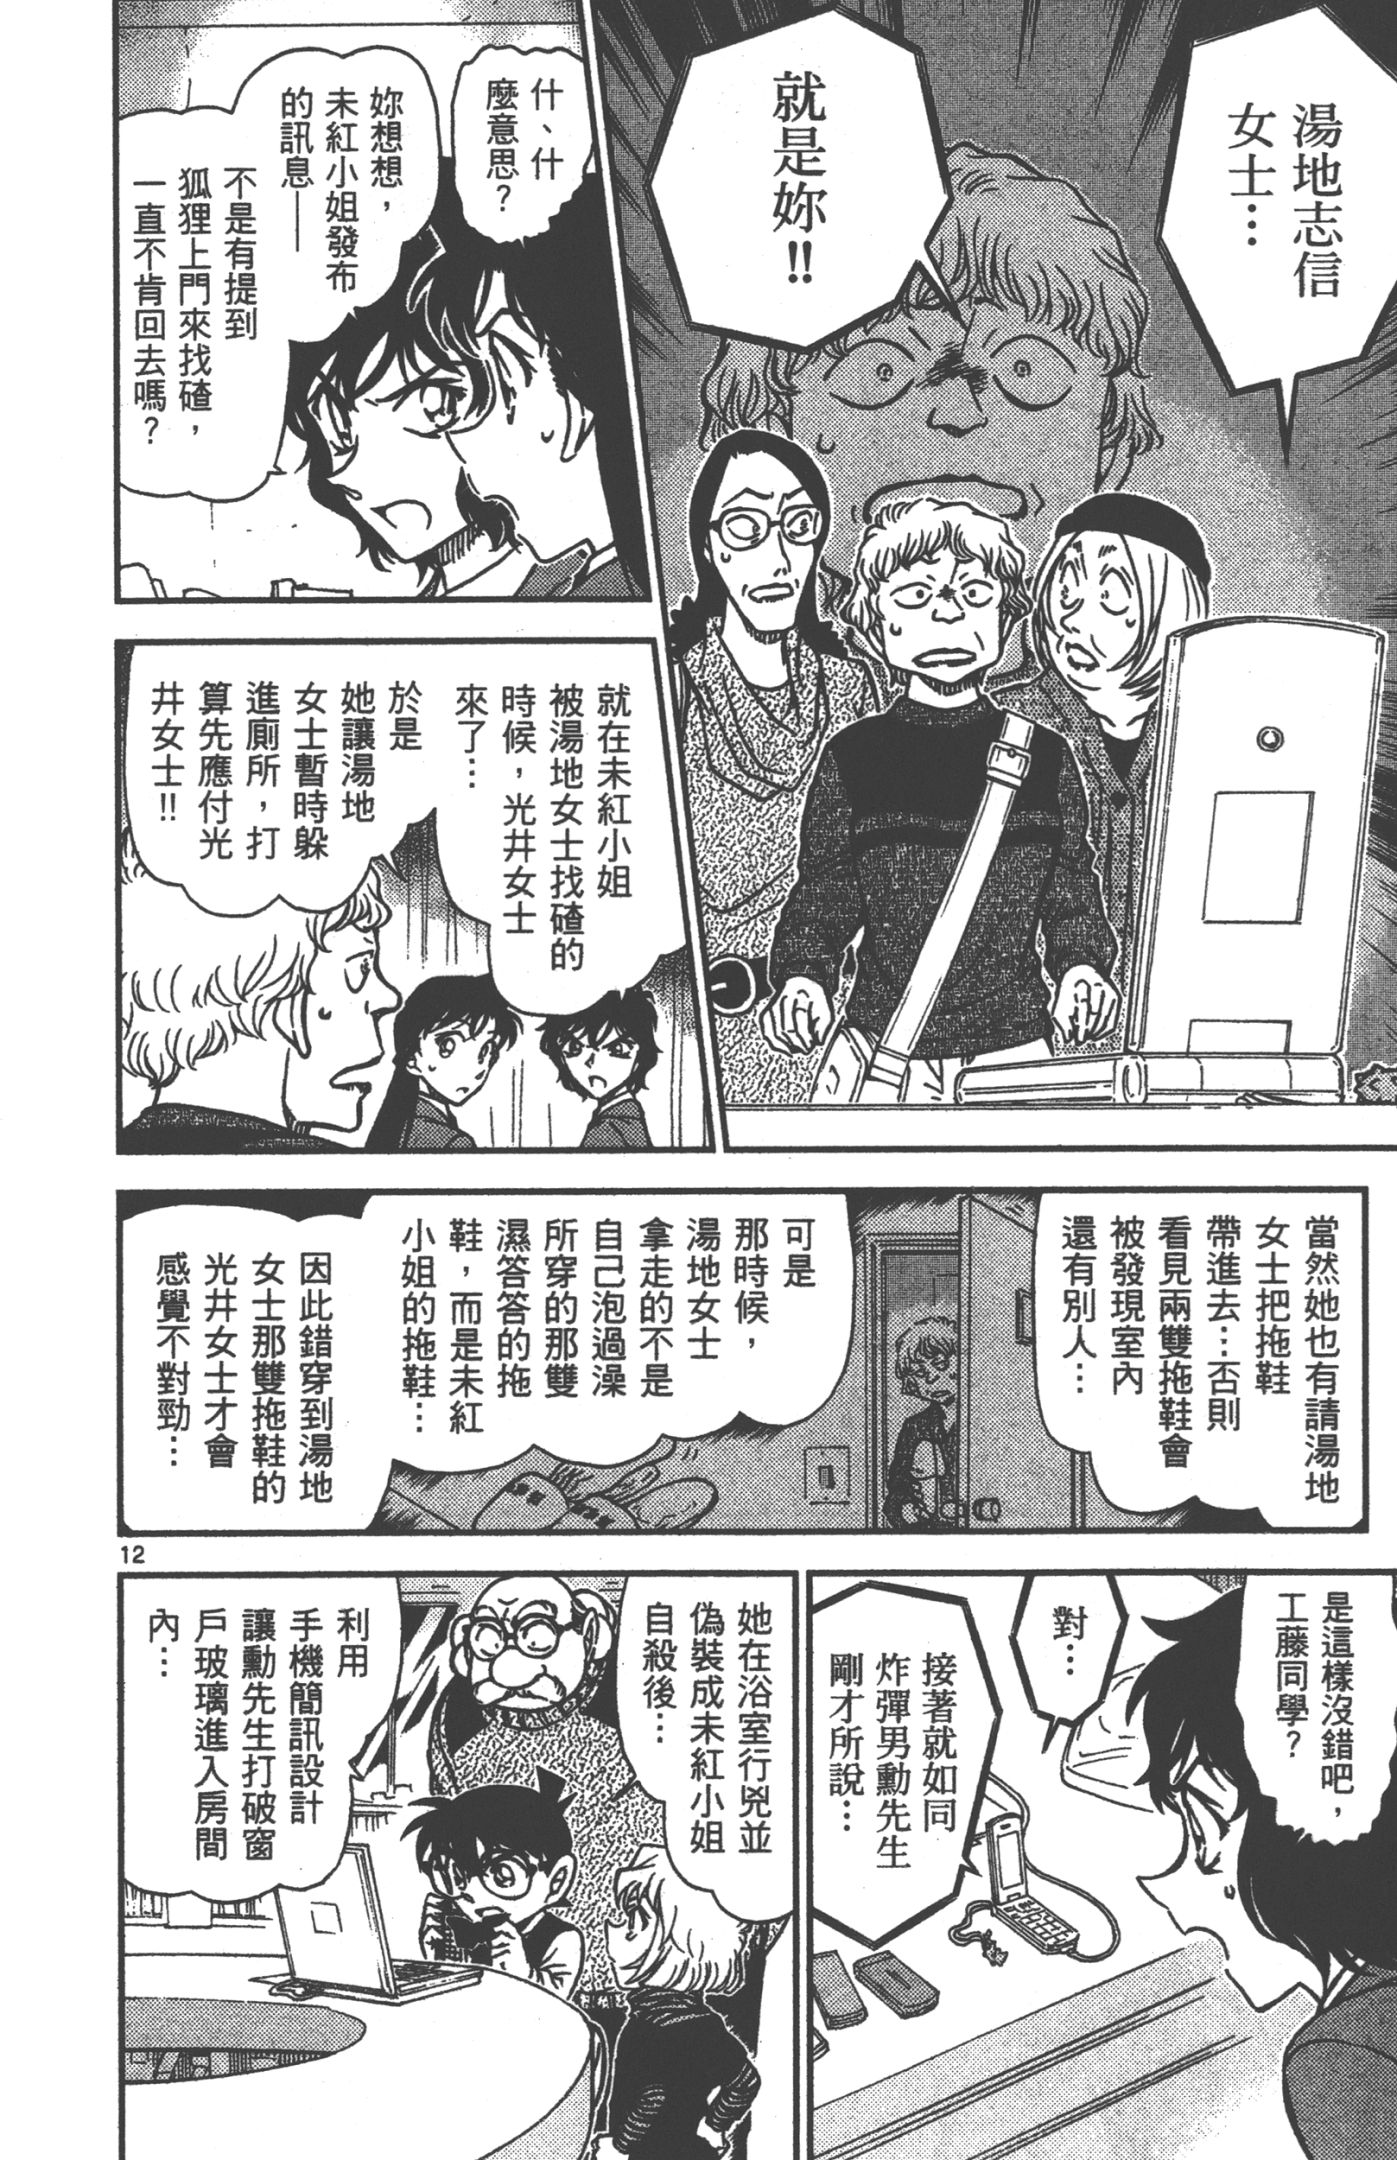 湯地志信
女士⋯
就是妳!!
什、什
麼意思?
妳想想,
未紅小姐發布
的訊息──
不是有提到
狐狸上門來找碴,
一直不肯回去嗎?
就在未紅小姐
被湯地女士找碴的
時候,光井女士
來了⋯
於是
她讓湯地
女士暫時躲
進廁所,打
算先應付光
井女士!!
當然她也有請湯地
女士把拖鞋
帶進去⋯否則
看見兩雙拖鞋會
被發現室內
還有別人⋯
可是
那時候,
湯地女士
拿走的不是
自己泡過澡
所穿的那雙
濕答答的拖
鞋,而是未紅
小姐的拖鞋⋯
因此錯穿到湯地
女士那雙拖鞋的
光井女士才會
感覺不對勁⋯
是這樣沒錯吧,
工藤同學?
對⋯
接著就如同
炸彈男勳先生
剛才所說⋯
她在浴室行兇並
偽裝成未紅小姐
自殺後⋯
利用
手機簡訊設計
讓勳先生打破窗
戶玻璃進入房間
內⋯
12